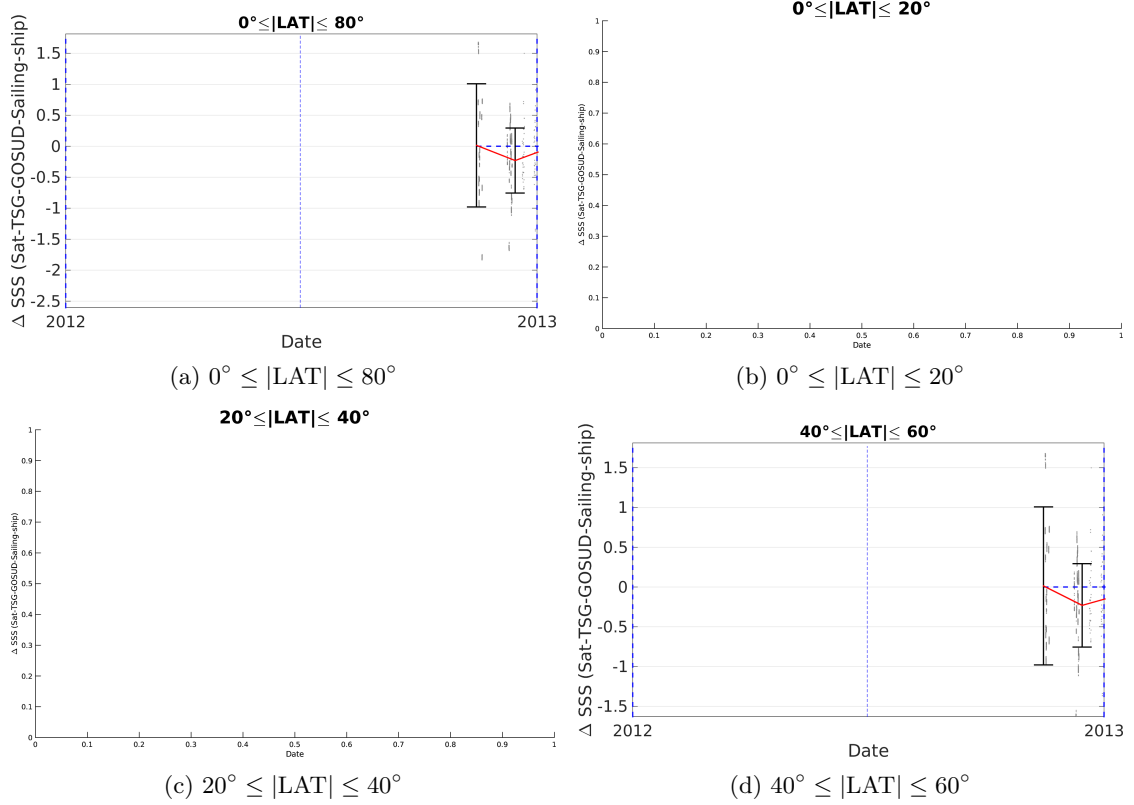 0°≤|LAT|≤ 80°
Δ SSS (Sat-TSG-GOSUD-Sailing-ship)
1.5
1
0.5
0
-0.5
-1
-1.5
-2
-2.5
2012
2013
Date
(a) 0° ≤ |LAT| ≤ 80°
0°≤|LAT|≤ 20°
Δ SSS (Sat-TSG-GOSUD-Sailing-ship)
1
0.9
0.8
0.7
0.6
0.5
0.4
0.3
0.2
0.1
0
0 0.1 0.2 0.3 0.4 0.5 0.6 0.7 0.8 0.9 1
Date
(b) 0° ≤ |LAT| ≤ 20°
20°≤|LAT|≤ 40°
Δ SSS (Sat-TSG-GOSUD-Sailing-ship)
1
0.9
0.8
0.7
0.6
0.5
0.4
0.3
0.2
0.1
0
0 0.1 0.2 0.3 0.4 0.5 0.6 0.7 0.8 0.9 1
Date
(c) 20° ≤ |LAT| ≤ 40°
40°≤|LAT|≤ 60°
Δ SSS (Sat-TSG-GOSUD-Sailing-ship)
1.5
1
0.5
0
-0.5
-1
-1.5
2012
2013
Date
(d) 40° ≤ |LAT| ≤ 60°